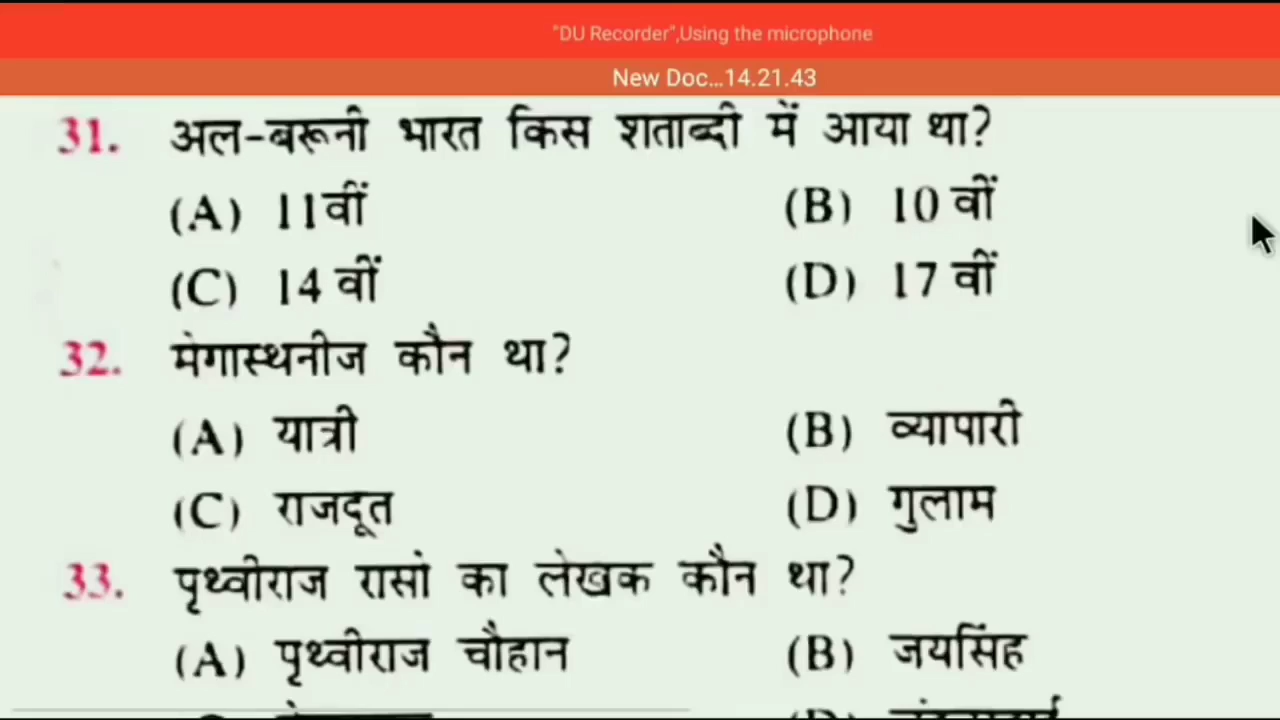 "DU Recorder",Using the microphone
New Doc...14.21.43
31. अल-बरूनी भारत किस शताब्दी में आया था?
(A) 11वीं (B) 10 वीं
(C) 14 वीं (D) 17 वीं
32. मेगास्थनीज कौन था?
(A) यात्री (B) व्यापारी
(C) राजदूत (D) गुलाम
33. पृथ्वीराज रासो का लेखक कौन था?
(A) पृथ्वीराज चौहान (B) जयसिंह